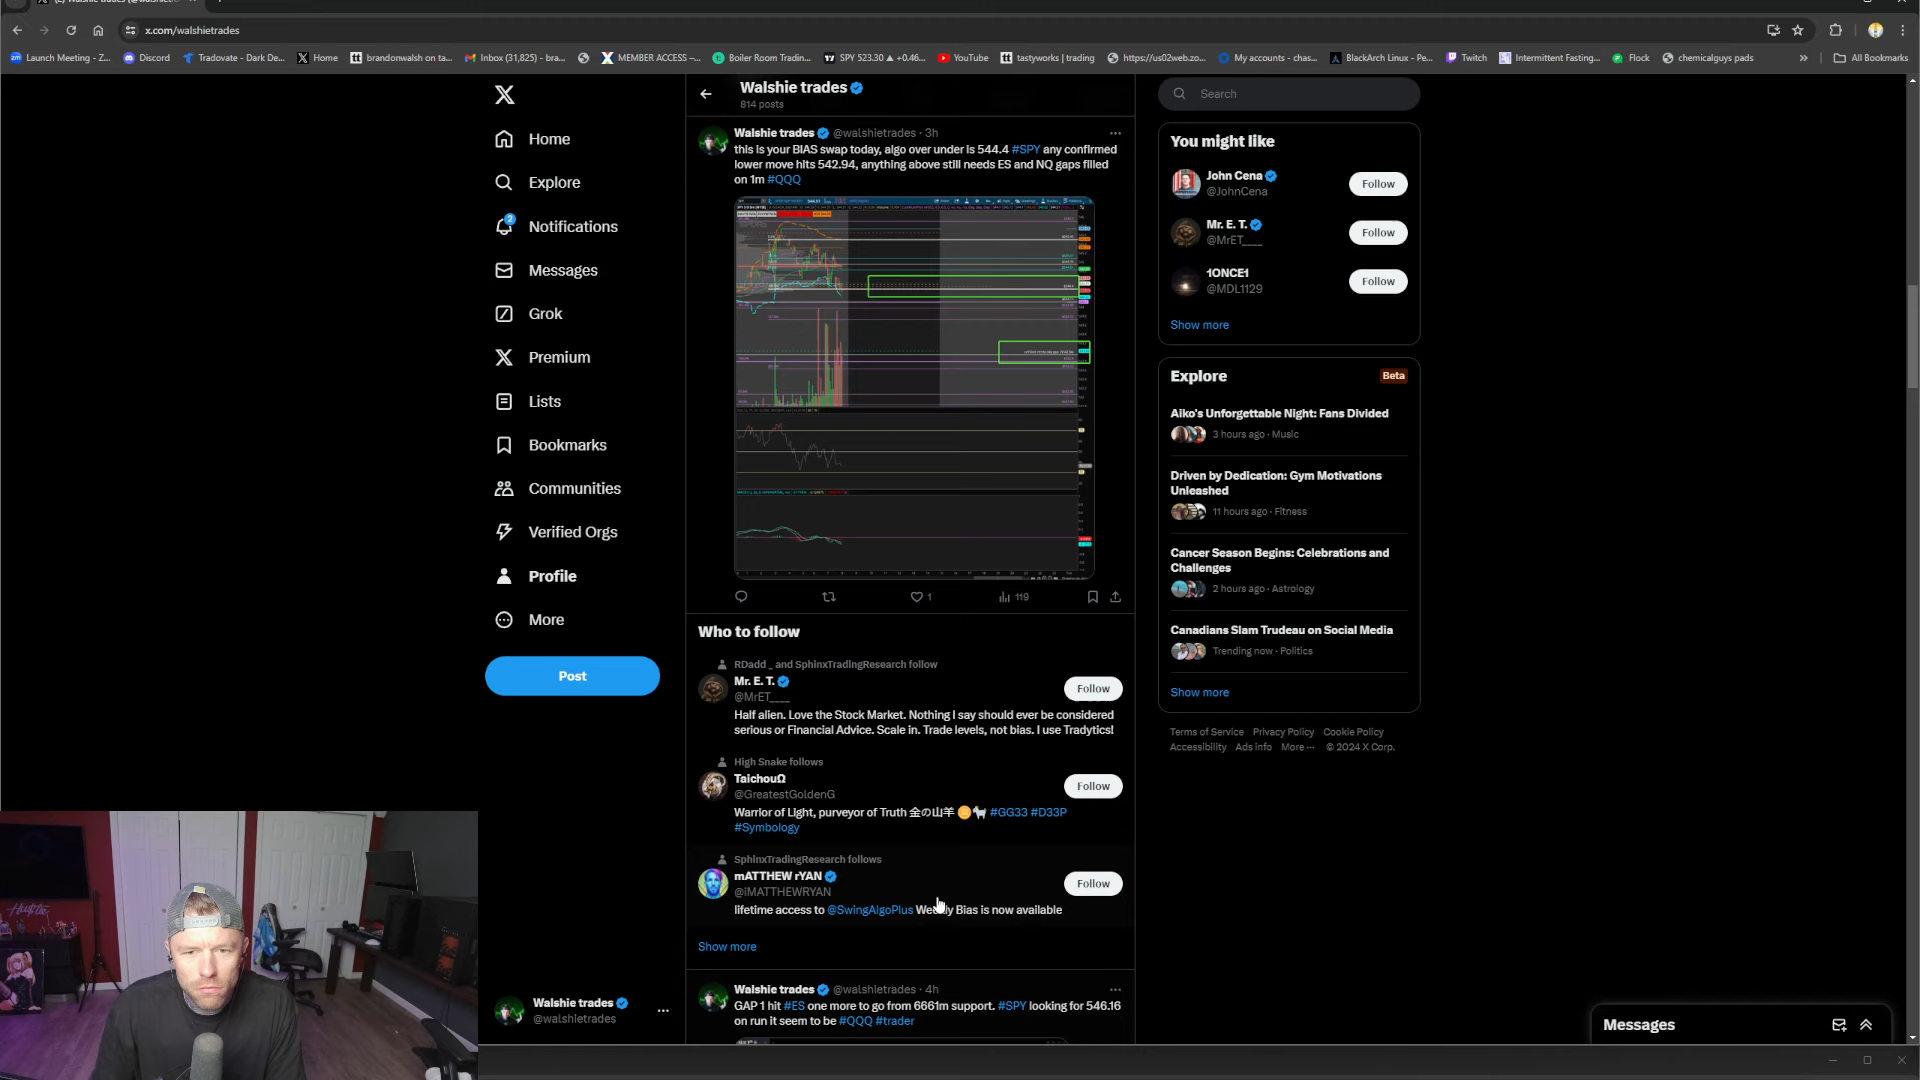 x.com/walshietrades
Launch Meeting - Z...
Discord
Tradovate - Dark De...
Home
brandonwalsh on ta...
Inbox (31,825) - bra...
MEMBER ACCESS –...
Boiler Room Tradin...
SPY 523.30 ▲ +0.46...
YouTube
tastyworks | trading
https://us02web.zo...
My accounts - chas...
BlackArch Linux - Pe...
Twitch
Intermittent Fasting...
Flock
chemicalguys pads
»
All Bookmarks
Home
Explore
2
Notifications
Messages
Grok
Premium
Lists
Bookmarks
Communities
Verified Orgs
Profile
More
Post
Walshie trades
@walshietrades
Walshie trades
814 posts
Walshie trades @walshietrades · 3h
this is your BIAS swap today, algo over under is 544.4 #SPY any confirmed
lower move hits 542.94, anything above still needs ES and NQ gaps filled
on 1m #QQQ
1
119
Who to follow
RDadd _ and SphinxTradingResearch follow
Mr. E. T.
@MrET____
Follow
Half alien. Love the Stock Market. Nothing I say should ever be considered
serious or Financial Advice. Scale in. Trade levels, not bias. I use Tradytics!
High Snake follows
TaichouΩ
@GreatestGoldenG
Follow
Warrior of Light, purveyor of Truth 金の山羊 🪙🐐 #GG33 #D33P
#Symbology
SphinxTradingResearch follows
mATTHEW rYAN
@iMATTHEWRYAN
Follow
lifetime access to @SwingAlgoPlus Weekly Bias is now available
Show more
Walshie trades @walshietrades · 4h
GAP 1 hit #ES one more to go from 6661m support. #SPY looking for 546.16
on run it seem to be #QQQ #trader
Search
You might like
John Cena
@JohnCena
Follow
Mr. E. T.
@MrET____
Follow
1ONCE1
@MDL1129
Follow
Show more
Explore
Beta
Aiko's Unforgettable Night: Fans Divided
3 hours ago · Music
Driven by Dedication: Gym Motivations
Unleashed
11 hours ago · Fitness
Cancer Season Begins: Celebrations and
Challenges
2 hours ago · Astrology
Canadians Slam Trudeau on Social Media
Trending now · Politics
Show more
Terms of Service Privacy Policy Cookie Policy
Accessibility Ads info More ··· © 2024 X Corp.
Messages